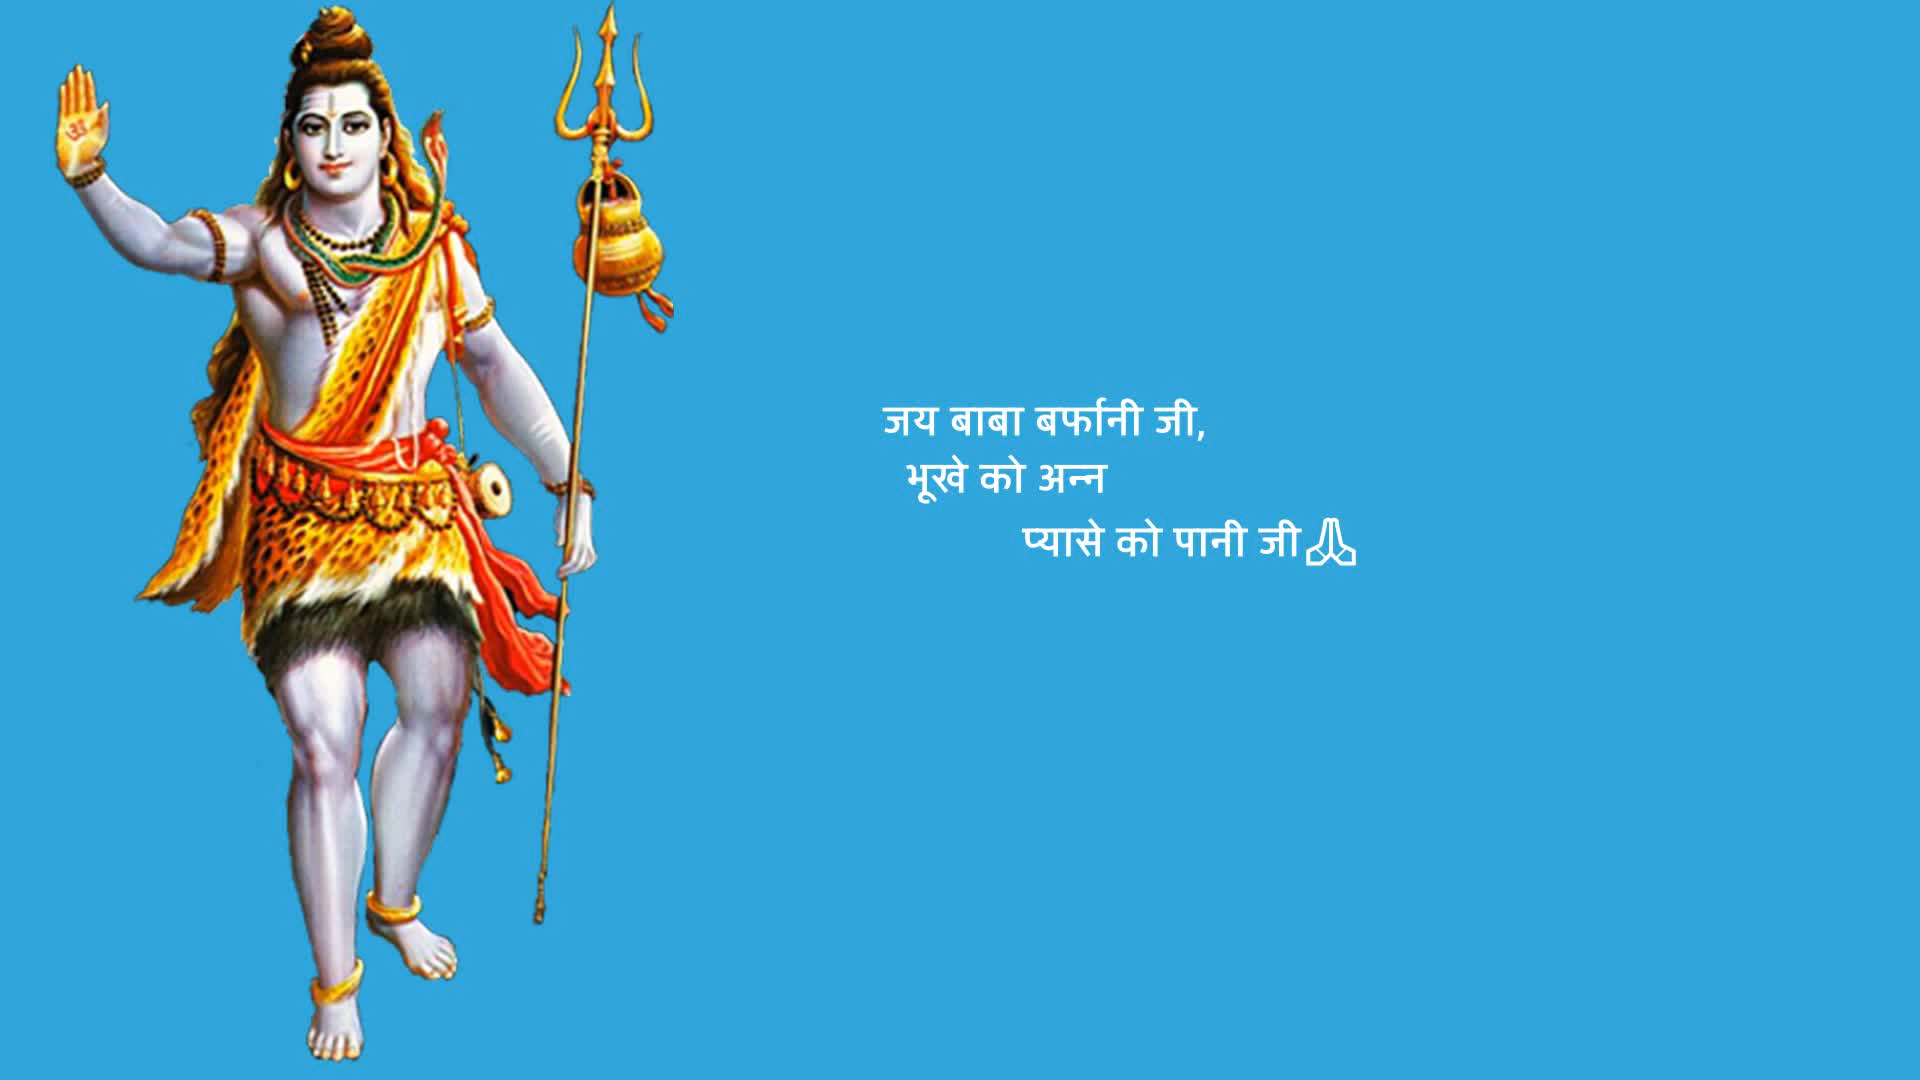 ॐ
जय बाबा बर्फानी जी,
भूखे को अन्न
प्यासे को पानी जी🙏